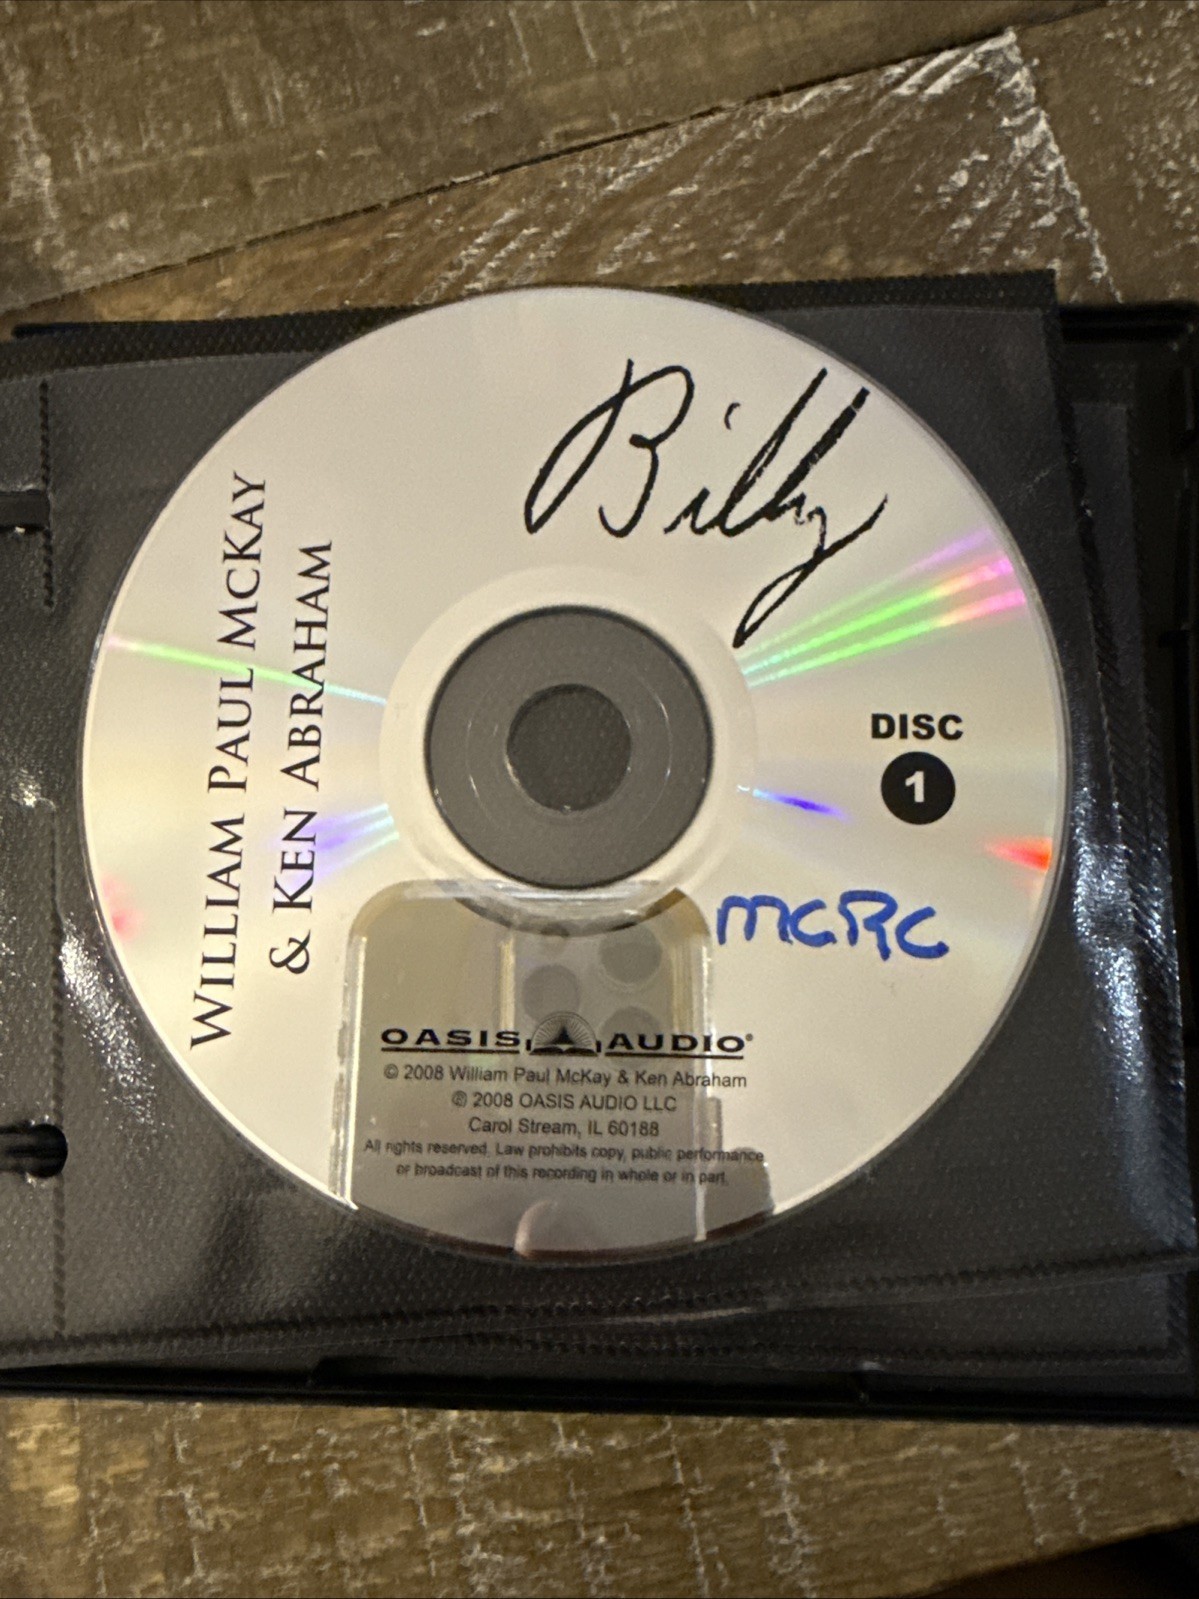 Billy
WILLIAM PAUL MCKAY
& KEN ABRAHAM
DISC
1
MCRC
OASIS AUDIO®
© 2008 William Paul McKay & Ken Abraham
℗ 2008 OASIS AUDIO LLC
Carol Stream, IL 60188
All rights reserved. Law prohibits copy, public performance
or broadcast of this recording in whole or in part.